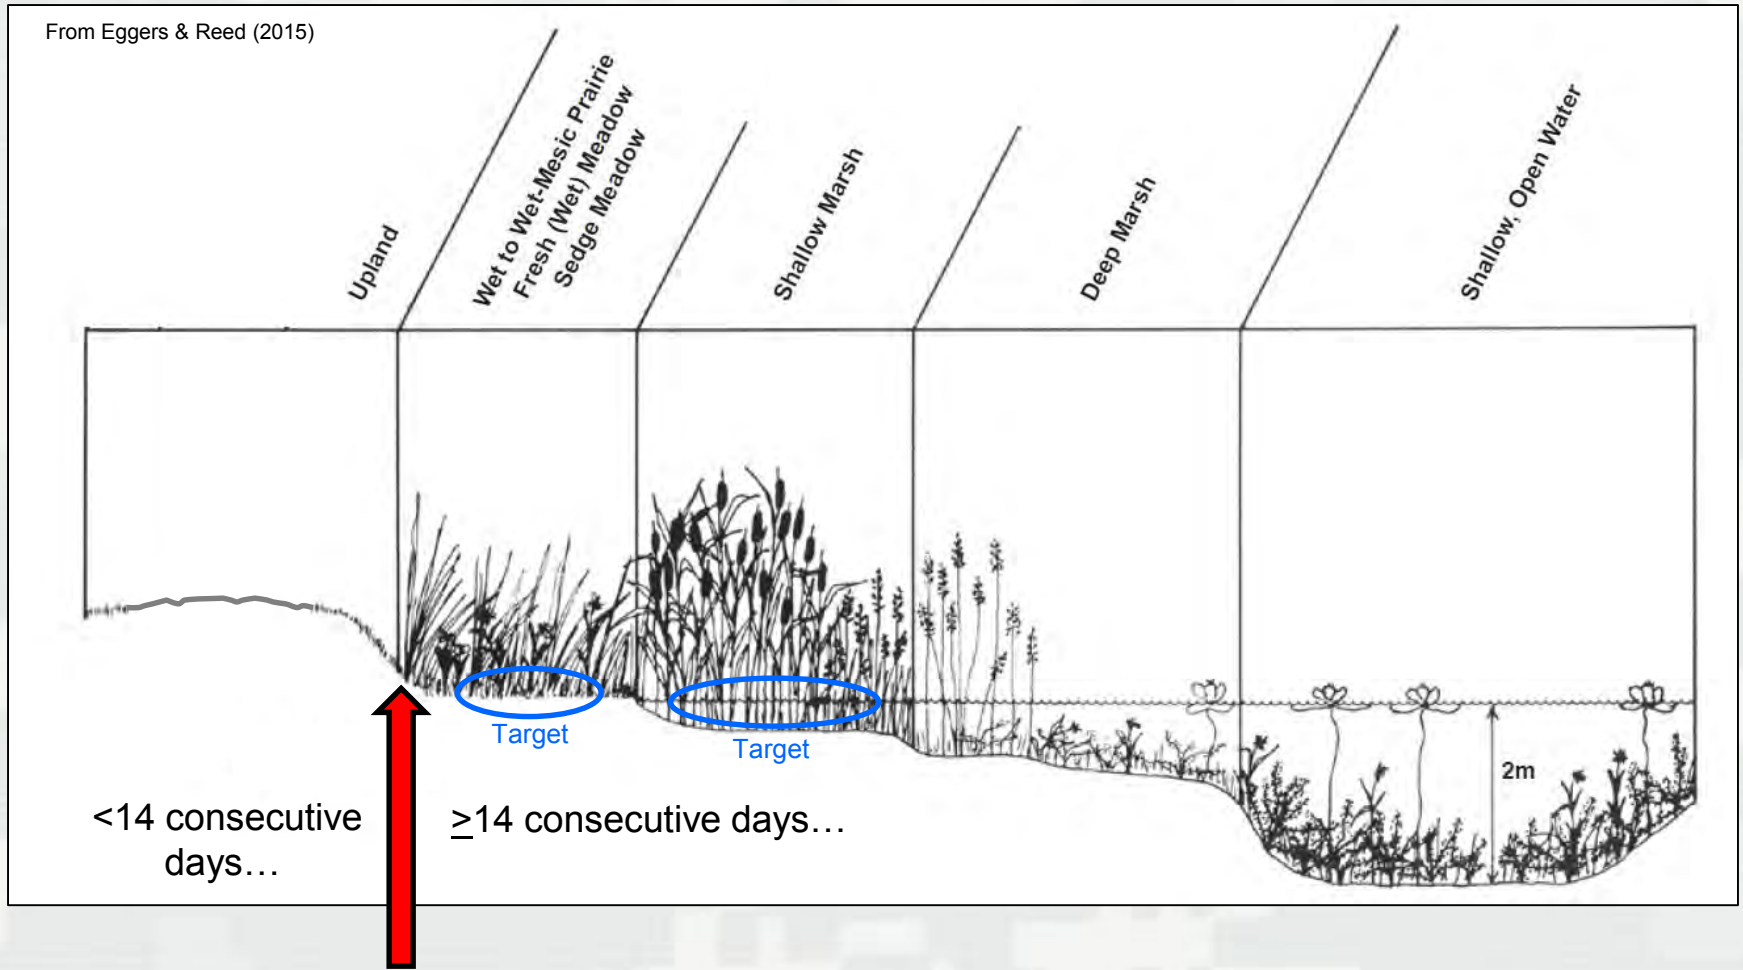 From Eggers & Reed (2015)
Upland
Wet to Wet-Mesic Prairie
Fresh (Wet) Meadow
Sedge Meadow
Shallow Marsh
Deep Marsh
Shallow, Open Water
Target
Target
2m
<14 consecutive
days…
≥14 consecutive days…